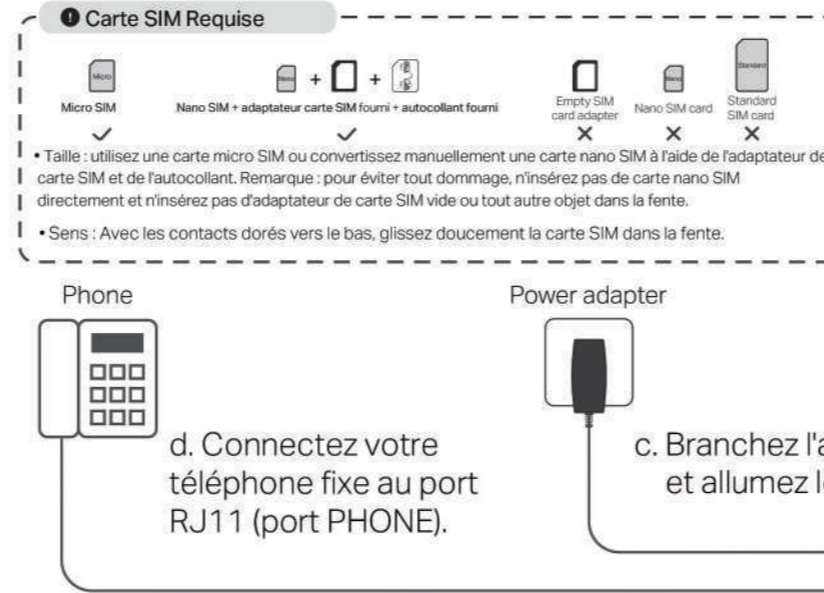 Carte SIM Requise
Micro
Nano
Nano
Standard
Micro SIM
Nano SIM + adaptateur carte SIM fourni + autocollant fourni
Empty SIM
card adapter
Nano SIM card
Standard
SIM card
• Taille : utilisez une carte micro SIM ou convertissez manuellement une carte nano SIM à l'aide de l'adaptateur de
carte SIM et de l'autocollant. Remarque : pour éviter tout dommage, n'insérez pas de carte nano SIM
directement et n'insérez pas d'adaptateur de carte SIM vide ou tout autre objet dans la fente.
• Sens : Avec les contacts dorés vers le bas, glissez doucement la carte SIM dans la fente.
Phone
Power adapter
d. Connectez votre
téléphone fixe au port
RJ11 (port PHONE).
c. Branchez l'a
et allumez l